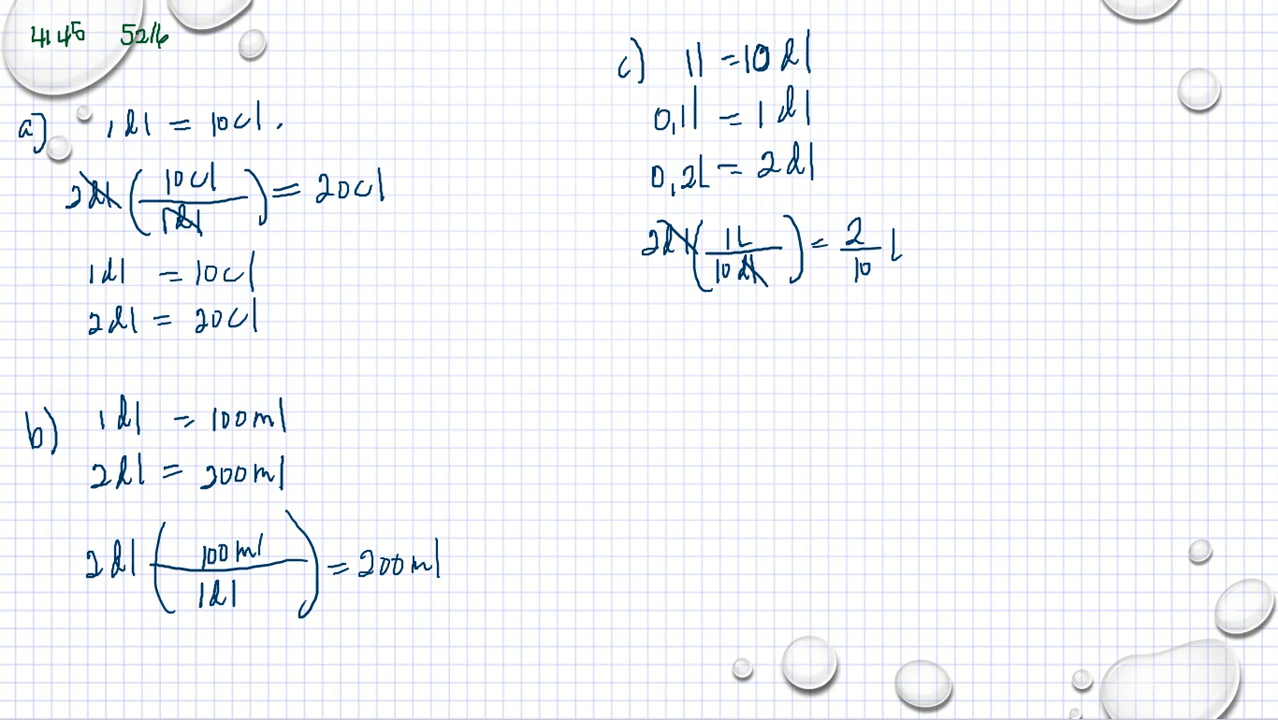 4145 5216
a) 1dl = 10cl.
2dl (10cl / 1dl) = 20cl
1dl = 10cl
2dl = 20cl
b) 1dl = 100ml
2dl = 200ml
2dl (100ml / 1dl) = 200ml
c) 1l = 10dl
0,1l = 1dl
0,2L = 2dl
2dl (1L / 10dl) = 2/10 L